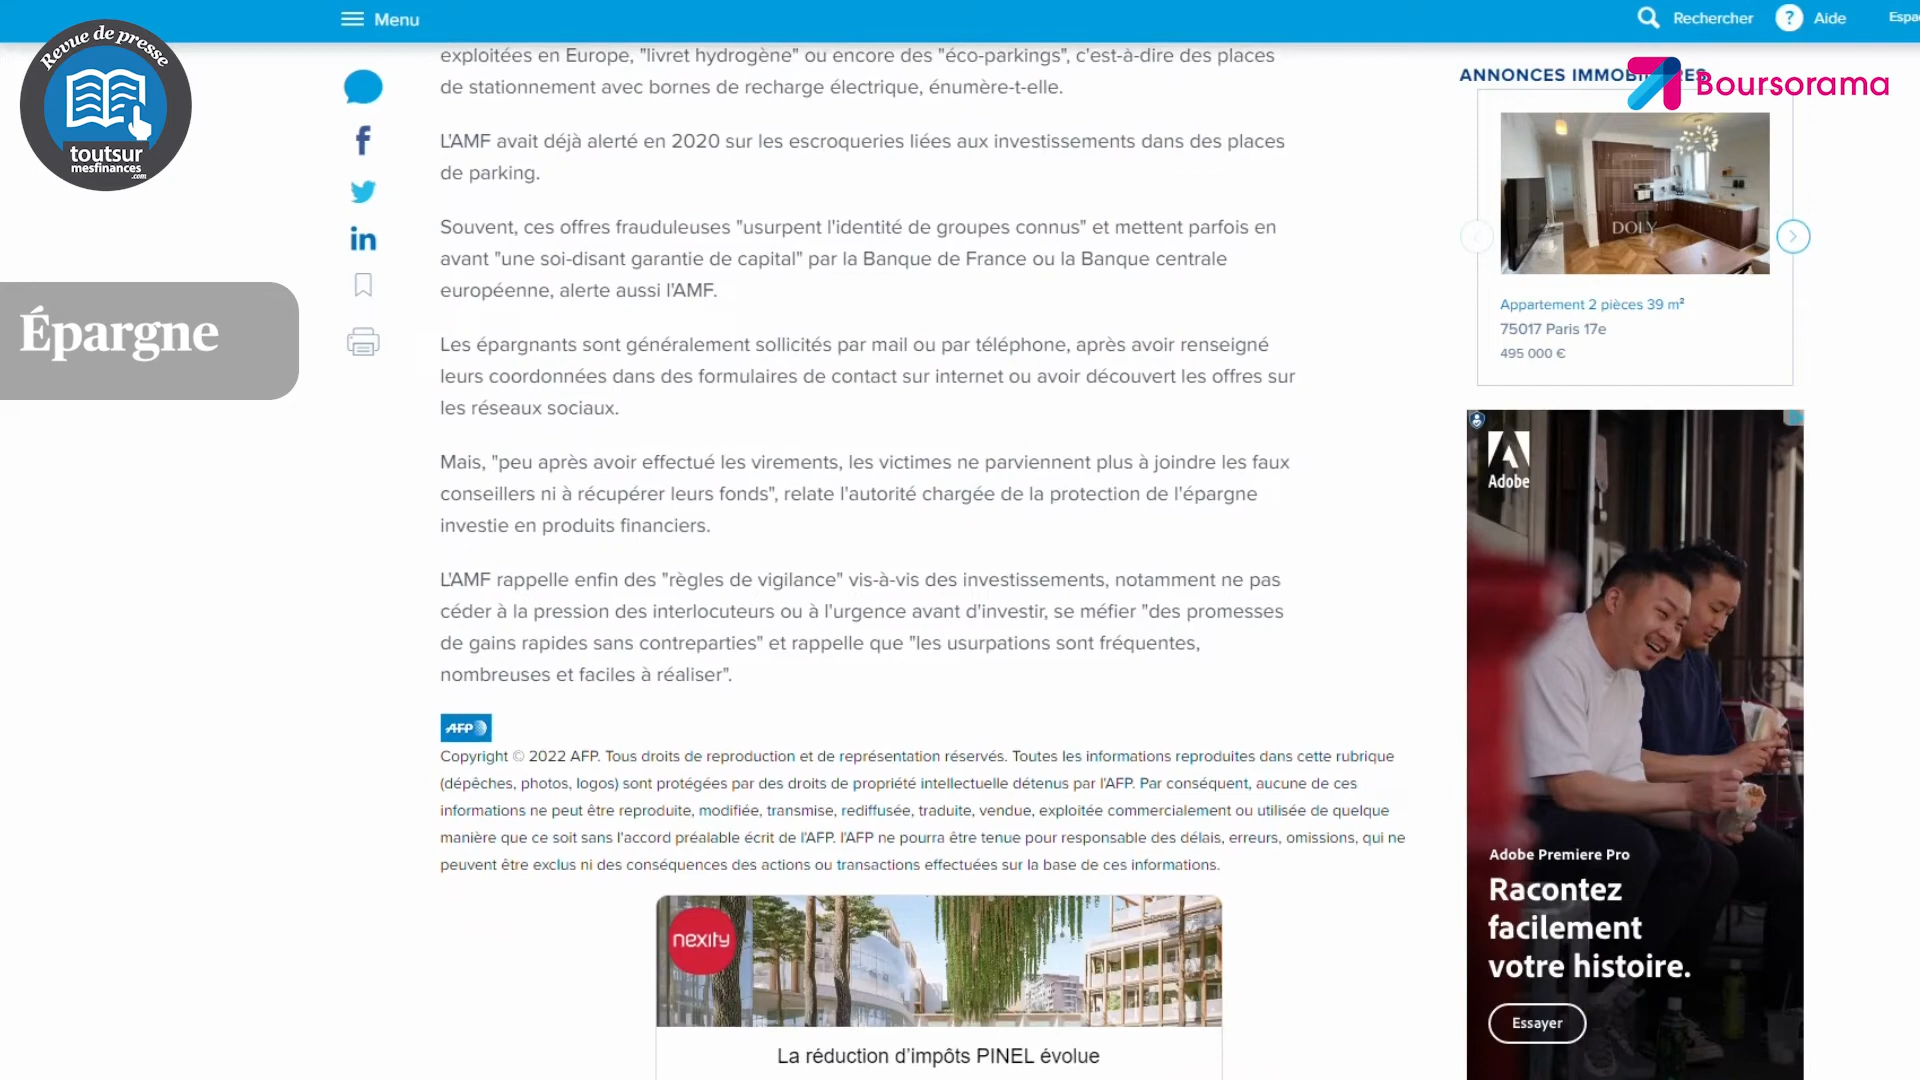 Menu
Rechercher
? Aide
Revue de presse
toutsur
mesfinances
.com
Épargne
exploitées en Europe, "livret hydrogène" ou encore des "éco-parkings", c'est-à-dire des places
de stationnement avec bornes de recharge électrique, énumère-t-elle.
L'AMF avait déjà alerté en 2020 sur les escroqueries liées aux investissements dans des places
de parking.
Souvent, ces offres frauduleuses "usurpent l'identité de groupes connus" et mettent parfois en
avant "une soi-disant garantie de capital" par la Banque de France ou la Banque centrale
européenne, alerte aussi l'AMF.
Les épargnants sont généralement sollicités par mail ou par téléphone, après avoir renseigné
leurs coordonnées dans des formulaires de contact sur internet ou avoir découvert les offres sur
les réseaux sociaux.
Mais, "peu après avoir effectué les virements, les victimes ne parviennent plus à joindre les faux
conseillers ni à récupérer leurs fonds", relate l'autorité chargée de la protection de l'épargne
investie en produits financiers.
L'AMF rappelle enfin des "règles de vigilance" vis-à-vis des investissements, notamment ne pas
céder à la pression des interlocuteurs ou à l'urgence avant d'investir, se méfier "des promesses
de gains rapides sans contreparties" et rappelle que "les usurpations sont fréquentes,
nombreuses et faciles à réaliser".
AFP
Copyright © 2022 AFP. Tous droits de reproduction et de représentation réservés. Toutes les informations reproduites dans cette rubrique
(dépêches, photos, logos) sont protégées par des droits de propriété intellectuelle détenus par l'AFP. Par conséquent, aucune de ces
informations ne peut être reproduite, modifiée, transmise, rediffusée, traduite, vendue, exploitée commercialement ou utilisée de quelque
manière que ce soit sans l'accord préalable écrit de l'AFP. l'AFP ne pourra être tenue pour responsable des délais, erreurs, omissions, qui ne
peuvent être exclus ni des conséquences des actions ou transactions effectuées sur la base de ces informations.
nexity
La réduction d'impôts PINEL évolue
ANNONCES
Boursorama
DOLY
Appartement 2 pièces 39 m²
75017 Paris 17e
495 000 €
Adobe
Adobe Premiere Pro
Racontez
facilement
votre histoire.
Essayer